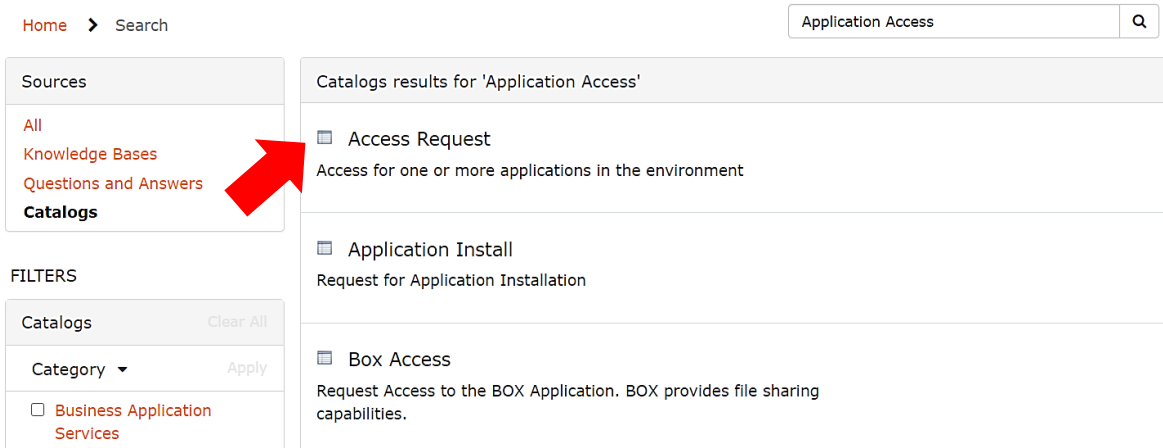 Home > Search
Application Access
Sources
All
Knowledge Bases
Questions and Answers
Catalogs
FILTERS
Catalogs Clear All
Category Apply
Business Application
Services
Catalogs results for 'Application Access'
Access Request
Access for one or more applications in the environment
Application Install
Request for Application Installation
Box Access
Request Access to the BOX Application. BOX provides file sharing
capabilities.